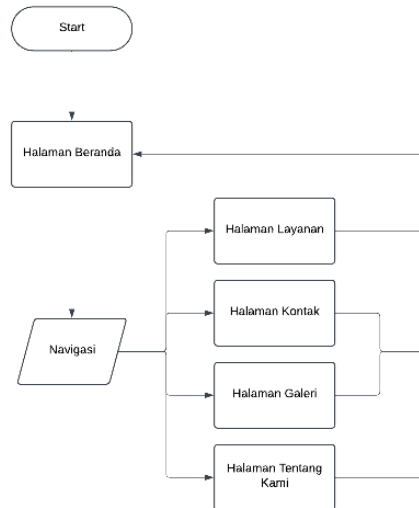 Start
Halaman Beranda
Halaman Layanan
Halaman Kontak
Navigasi
Halaman Galeri
Halaman Tentang
Kami